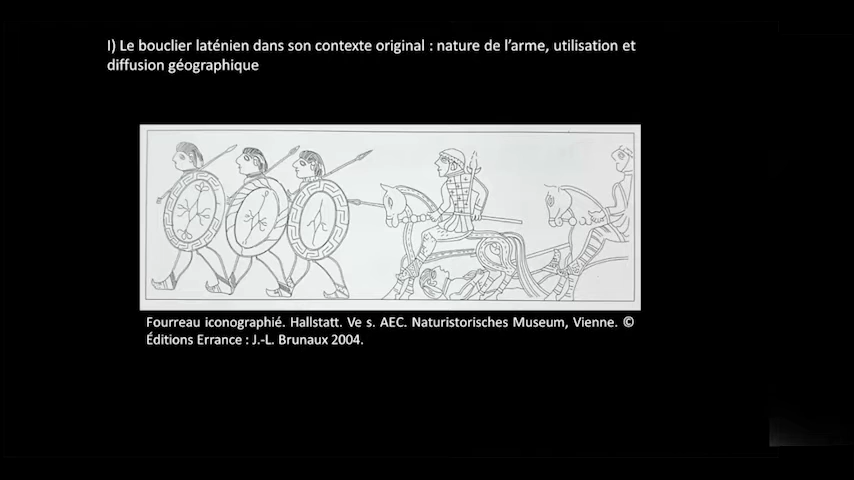 I) Le bouclier laténien dans son contexte original : nature de l’arme, utilisation et
diffusion géographique
Fourreau iconographié. Hallstatt. Ve s. AEC. Naturistorisches Museum, Vienne. ©
Éditions Errance : J.-L. Brunaux 2004.